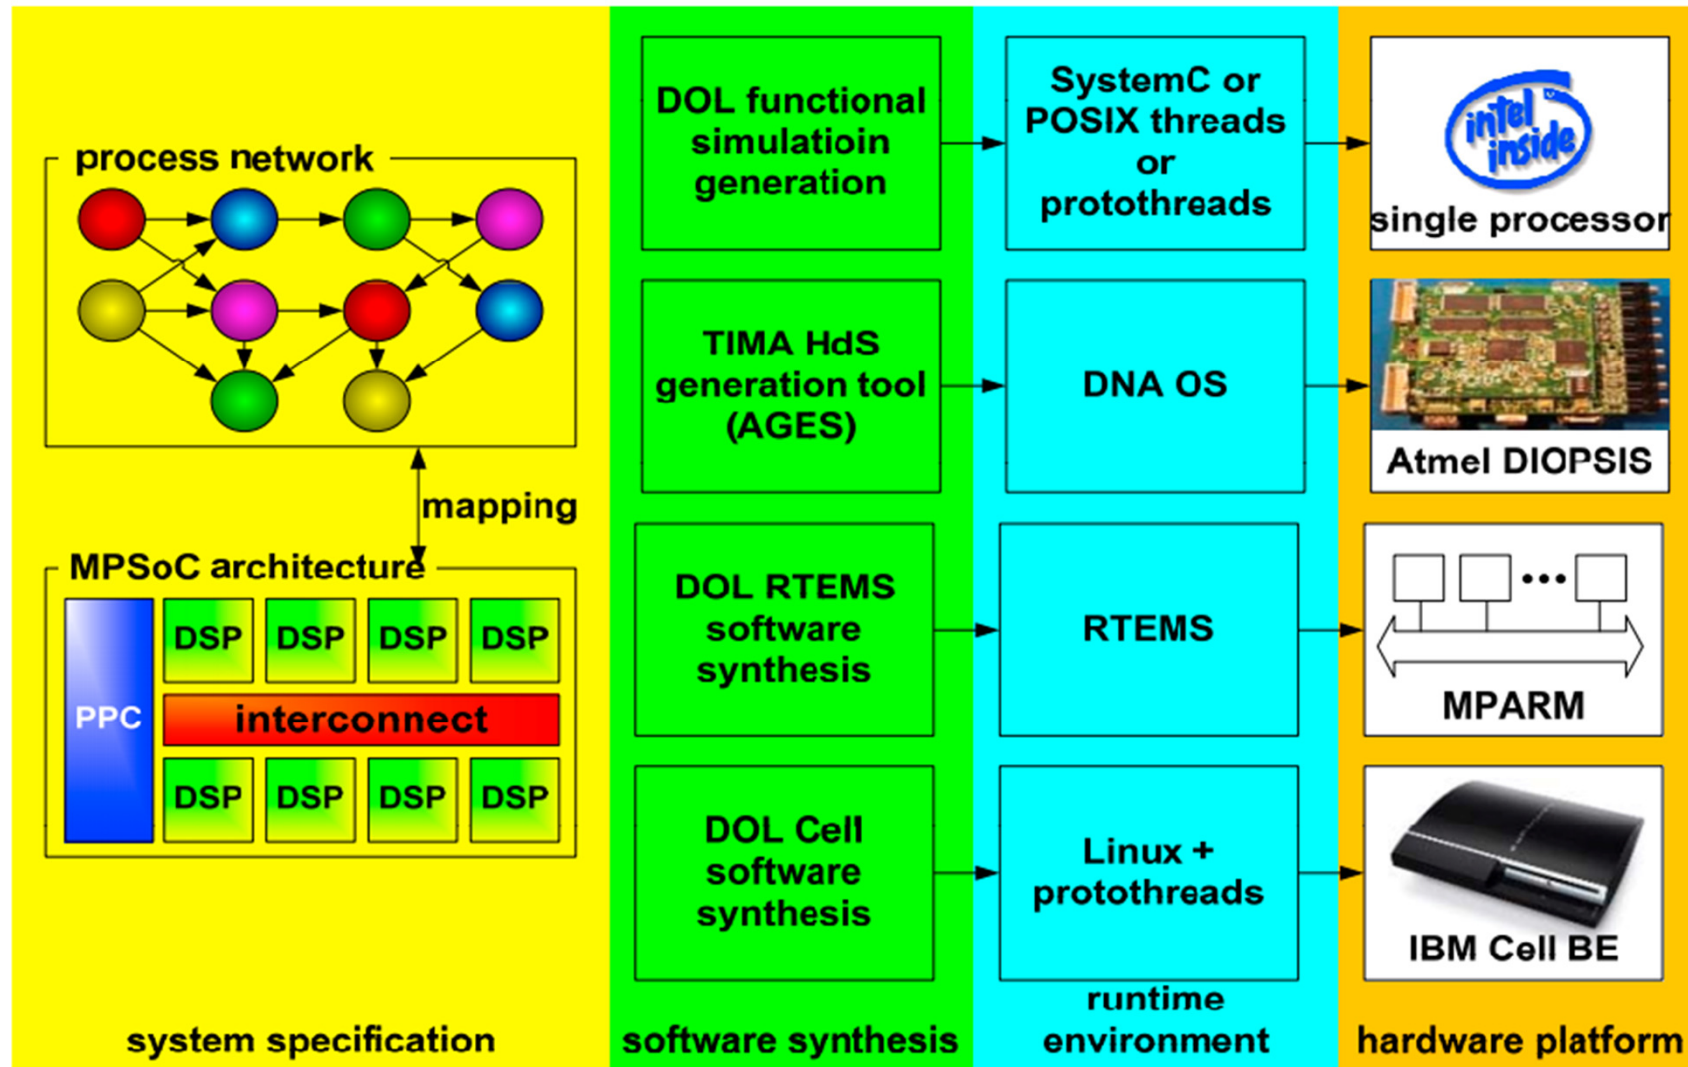 process network
mapping
MPSoC architecture
PPC
DSP DSP DSP DSP
interconnect
DSP DSP DSP DSP
system specification
DOL functional
simulatioin
generation
TIMA HdS
generation tool
(AGES)
DOL RTEMS
software
synthesis
DOL Cell
software
synthesis
software synthesis
SystemC or
POSIX threads
or
protothreads
DNA OS
RTEMS
Linux +
protothreads
runtime
environment
intel
inside
single processor
Atmel DIOPSIS
MPARM
IBM Cell BE
hardware platform